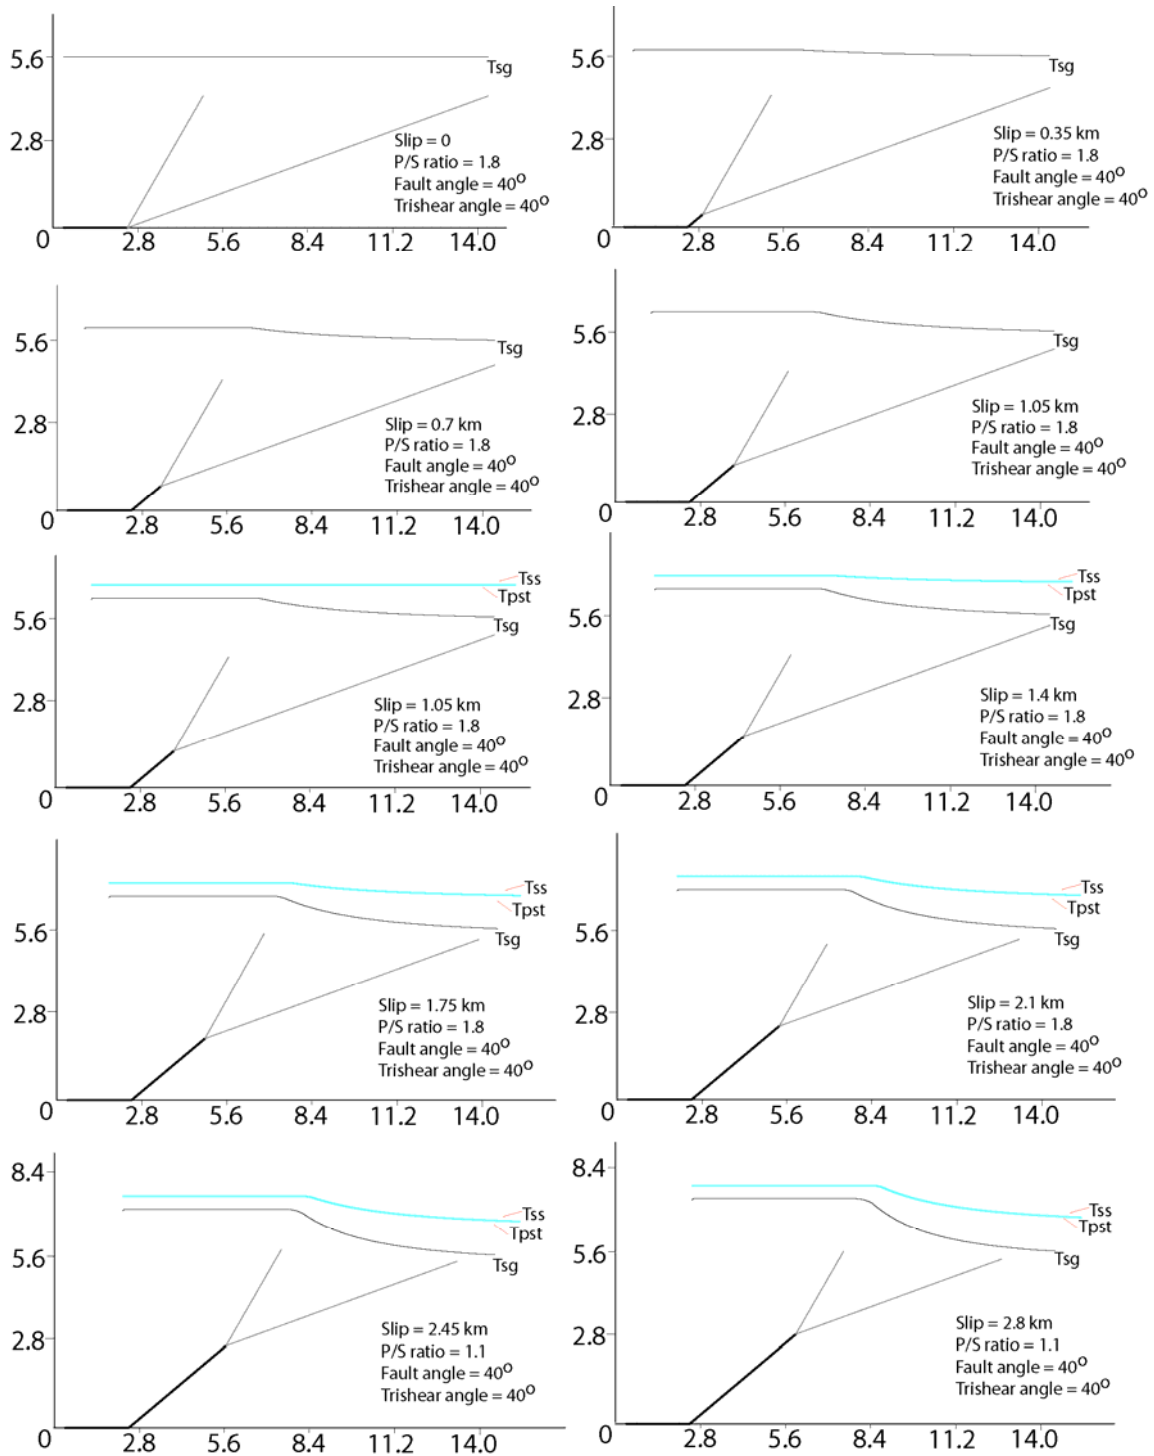 5.6
Tsg
2.8
Slip = 0
P/S ratio = 1.8
Fault angle = 40°
Trishear angle = 40°
0
2.8 5.6 8.4 11.2 14.0
5.6
Tsg
2.8
Slip = 0.35 km
P/S ratio = 1.8
Fault angle = 40°
Trishear angle = 40°
0
2.8 5.6 8.4 11.2 14.0
5.6
Tsg
2.8
Slip = 0.7 km
P/S ratio = 1.8
Fault angle = 40°
Trishear angle = 40°
0
2.8 5.6 8.4 11.2 14.0
5.6
Tsg
2.8
Slip = 1.05 km
P/S ratio = 1.8
Fault angle = 40°
Trishear angle = 40°
0
2.8 5.6 8.4 11.2 14.0
Tss
Tpst
5.6
Tsg
2.8
Slip = 1.05 km
P/S ratio = 1.8
Fault angle = 40°
Trishear angle = 40°
0
2.8 5.6 8.4 11.2 14.0
Tss
Tpst
5.6
Tsg
2.8
Slip = 1.4 km
P/S ratio = 1.8
Fault angle = 40°
Trishear angle = 40°
0
2.8 5.6 8.4 11.2 14.0
Tss
Tpst
5.6
Tsg
2.8
Slip = 1.75 km
P/S ratio = 1.8
Fault angle = 40°
Trishear angle = 40°
0
2.8 5.6 8.4 11.2 14.0
Tss
Tpst
5.6
Tsg
2.8
Slip = 2.1 km
P/S ratio = 1.8
Fault angle = 40°
Trishear angle = 40°
0
2.8 5.6 8.4 11.2 14.0
8.4
Tss
Tpst
5.6
Tsg
2.8
Slip = 2.45 km
P/S ratio = 1.1
Fault angle = 40°
Trishear angle = 40°
0
2.8 5.6 8.4 11.2 14.0
8.4
Tss
Tpst
5.6
Tsg
2.8
Slip = 2.8 km
P/S ratio = 1.1
Fault angle = 40°
Trishear angle = 40°
0
2.8 5.6 8.4 11.2 14.0